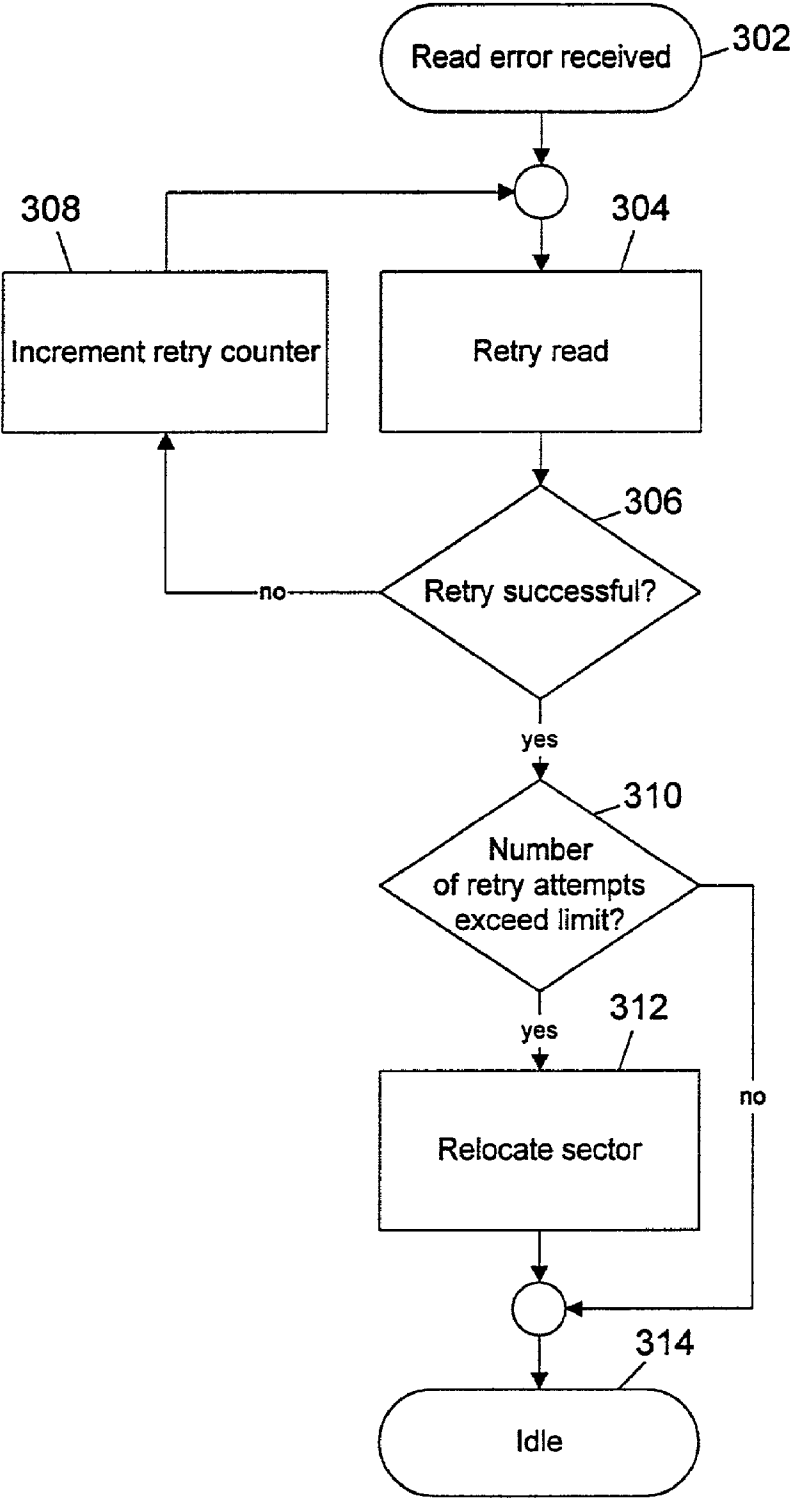 Read error received
302
308
304
Increment retry counter
Retry read
306
Retry successful?
no
yes
310
Number
of retry attempts
exceed limit?
312
yes
no
Relocate sector
314
Idle